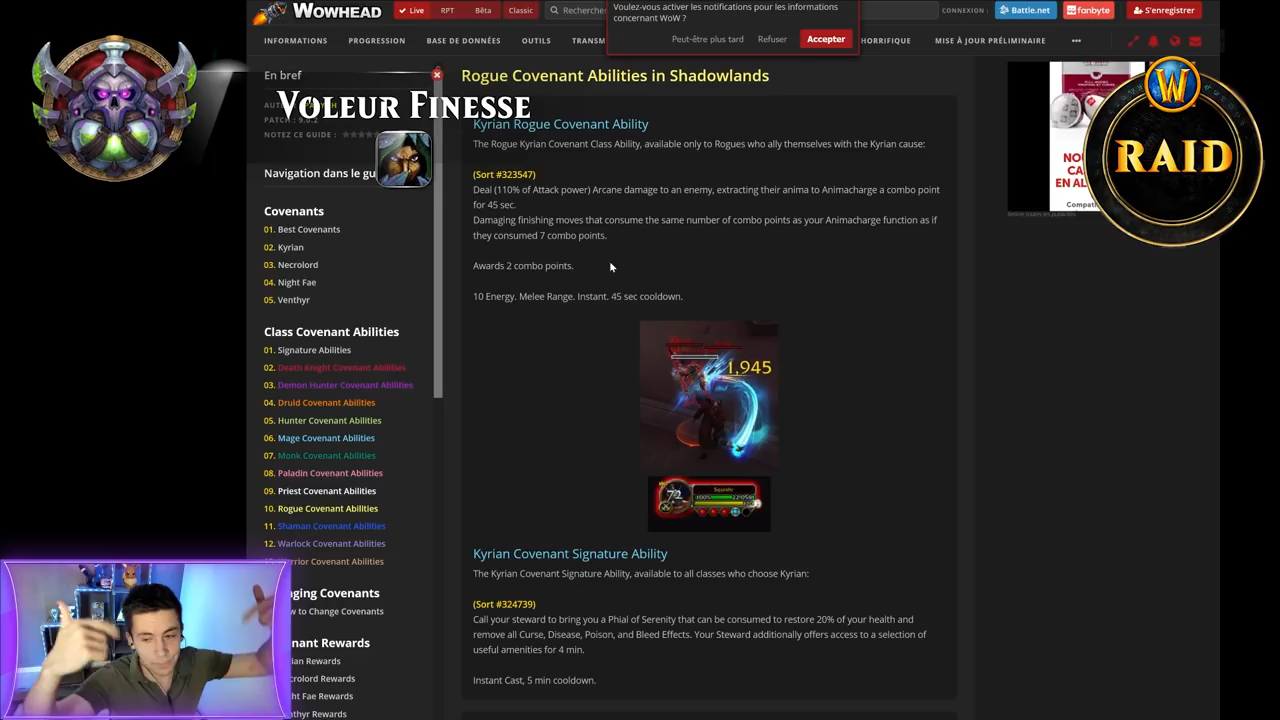 WOWHEAD
Live
RPT
Bêta
Classic
Recherche
Voulez-vous activer les notifications pour les informations
concernant WoW ?
Peut-être plus tard
Refuser
Accepter
CONNEXION :
Battle.net
fanbyte
S'enregistrer
INFORMATIONS
PROGRESSION
BASE DE DONNÉES
OUTILS
TRANSM
HORRIFIQUE
MISE À JOUR PRÉLIMINAIRE
En bref
VOLEUR FINESSE
PATCH : 9.0.2
NOTEZ CE GUIDE :
Navigation dans le gu
Covenants
01. Best Covenants
02. Kyrian
03. Necrolord
04. Night Fae
05. Venthyr
Class Covenant Abilities
01. Signature Abilities
02. Death Knight Covenant Abilities
03. Demon Hunter Covenant Abilities
04. Druid Covenant Abilities
05. Hunter Covenant Abilities
06. Mage Covenant Abilities
07. Monk Covenant Abilities
08. Paladin Covenant Abilities
09. Priest Covenant Abilities
10. Rogue Covenant Abilities
11. Shaman Covenant Abilities
12. Warlock Covenant Abilities
rrior Covenant Abilities
nging Covenants
w to Change Covenants
nant Rewards
ian Rewards
crolord Rewards
ht Fae Rewards
nthyr Rewards
Rogue Covenant Abilities in Shadowlands
Kyrian Rogue Covenant Ability
The Rogue Kyrian Covenant Class Ability, available only to Rogues who ally themselves with the Kyrian cause:
(Sort #323547)
Deal (110% of Attack power) Arcane damage to an enemy, extracting their anima to Animacharge a combo point
for 45 sec.
Damaging finishing moves that consume the same number of combo points as your Animacharge function as if
they consumed 7 combo points.
Awards 2 combo points.
10 Energy. Melee Range. Instant. 45 sec cooldown.
1,945
72
Kyrian Covenant Signature Ability
The Kyrian Covenant Signature Ability, available to all classes who choose Kyrian:
(Sort #324739)
Call your steward to bring you a Phial of Serenity that can be consumed to restore 20% of your health and
remove all Curse, Disease, Poison, and Bleed Effects. Your Steward additionally offers access to a selection of
useful amenities for 4 min.
Instant Cast, 5 min cooldown.
W
RAID
NOU
CA
EN AL
Compati